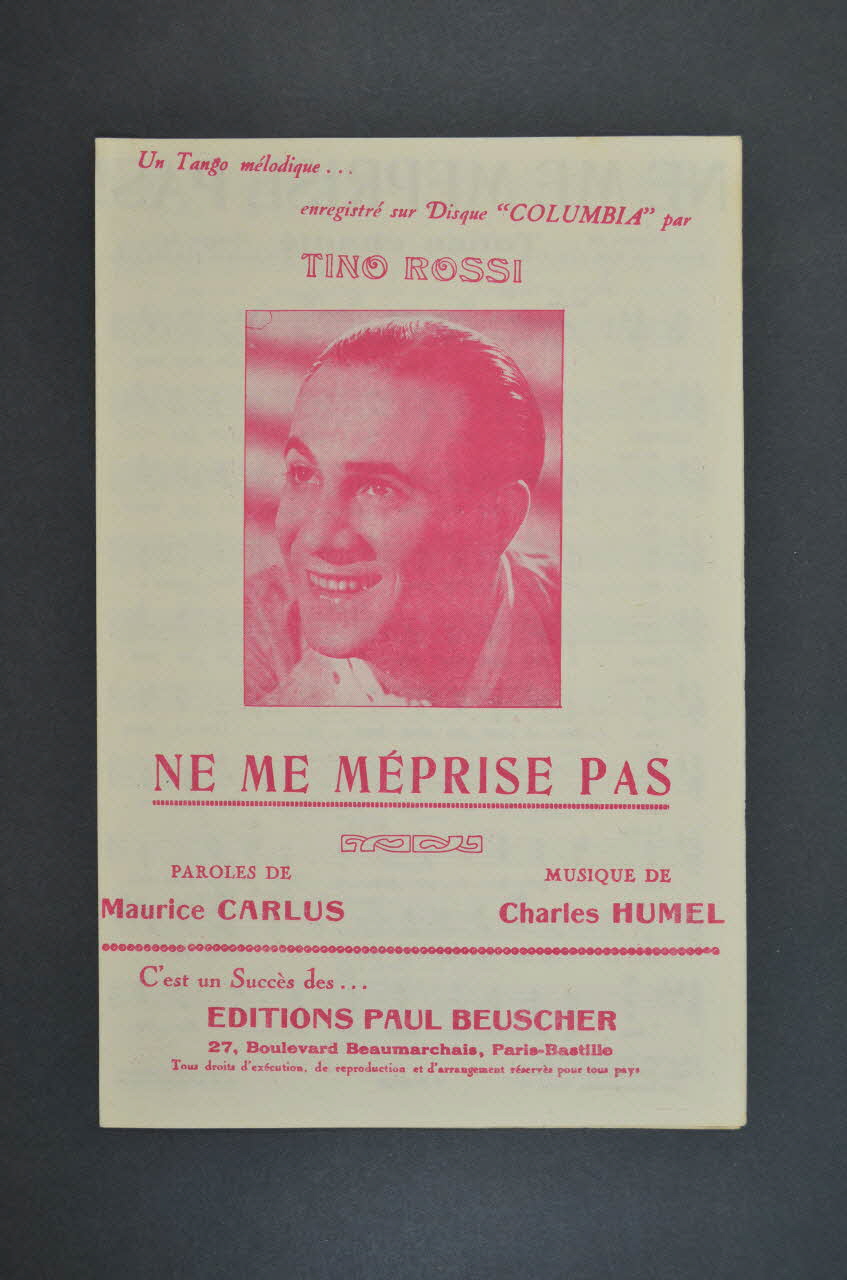 Un Tango mélodique...
enregistré sur Disque "COLUMBIA" par
TINO ROSSI
NE ME MÉPRISE PAS
PAROLES DE
Maurice CARLUS
MUSIQUE DE
Charles HUMEL
C'est un Succès des...
EDITIONS PAUL BEUSCHER
27, Boulevard Beaumarchais, Paris-Bastille
Tous droits d'exécution, de reproduction et d'arrangement réservés pour tous pays